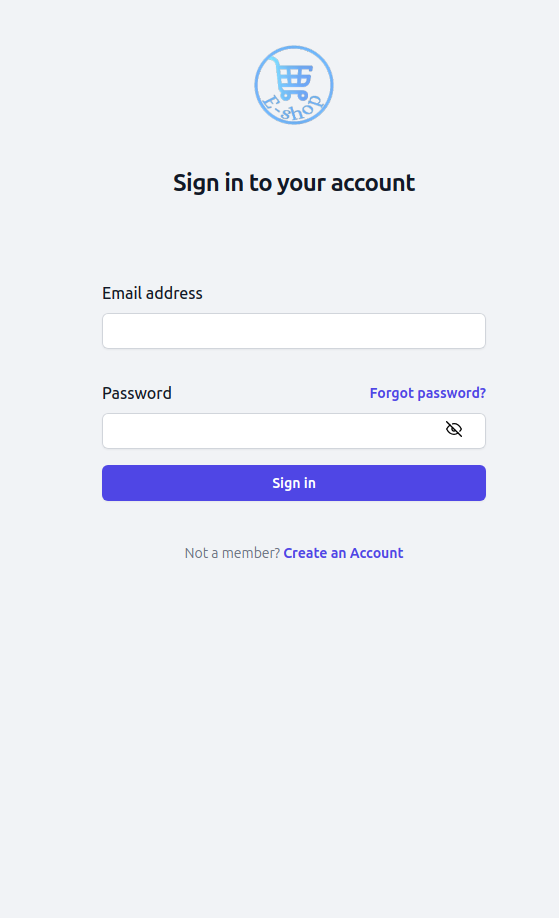 E-shop
Sign in to your account
Email address
Password
Forgot password?
Sign in
Not a member? Create an Account